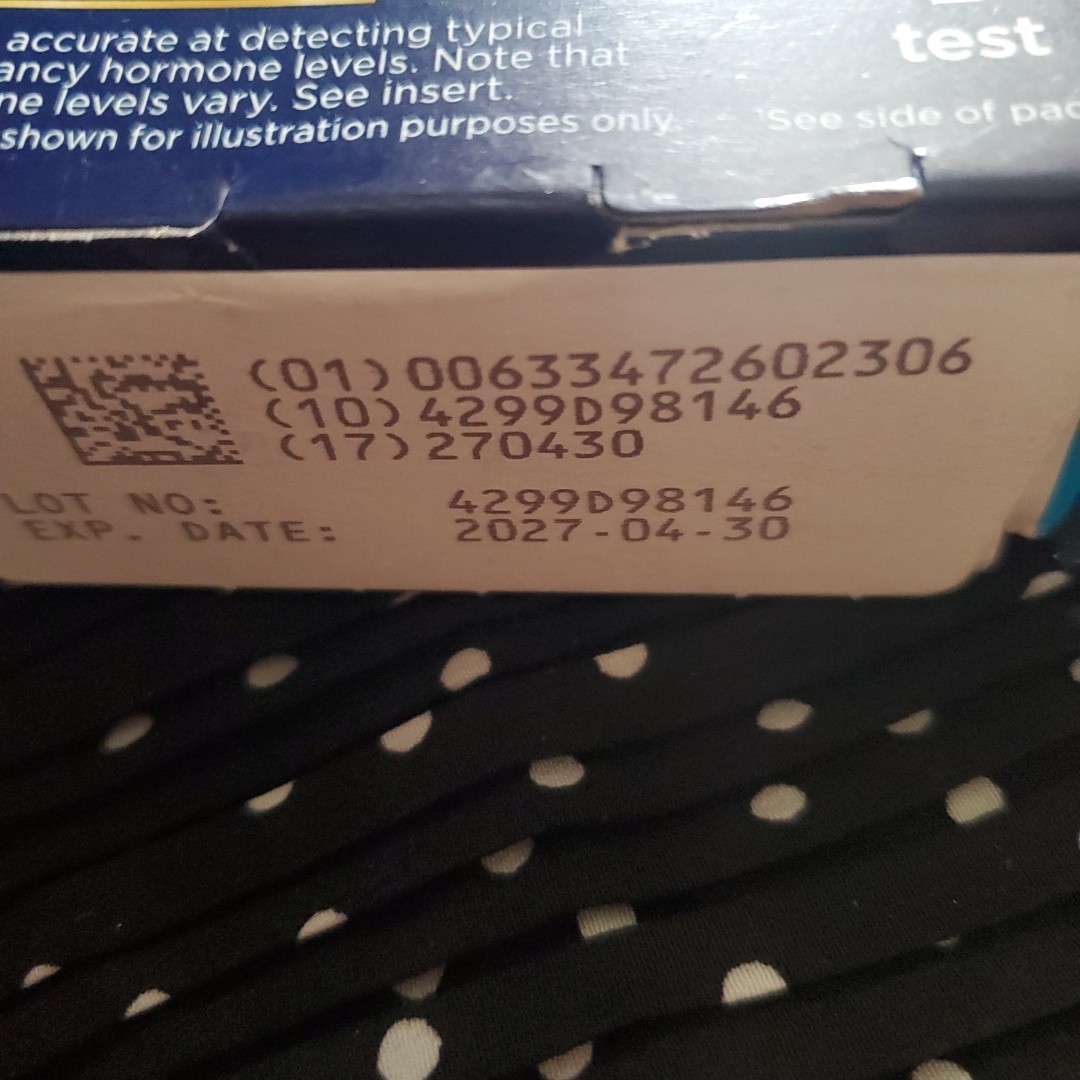 accurate at detecting typical
ancy hormone levels. Note that
ne levels vary. See insert.
shown for illustration purposes only.
test
See side of pac
(01)00633472602306
(10)4299D98146
(17)270430
LOT NO: 4299D98146
EXP. DATE: 2027-04-30